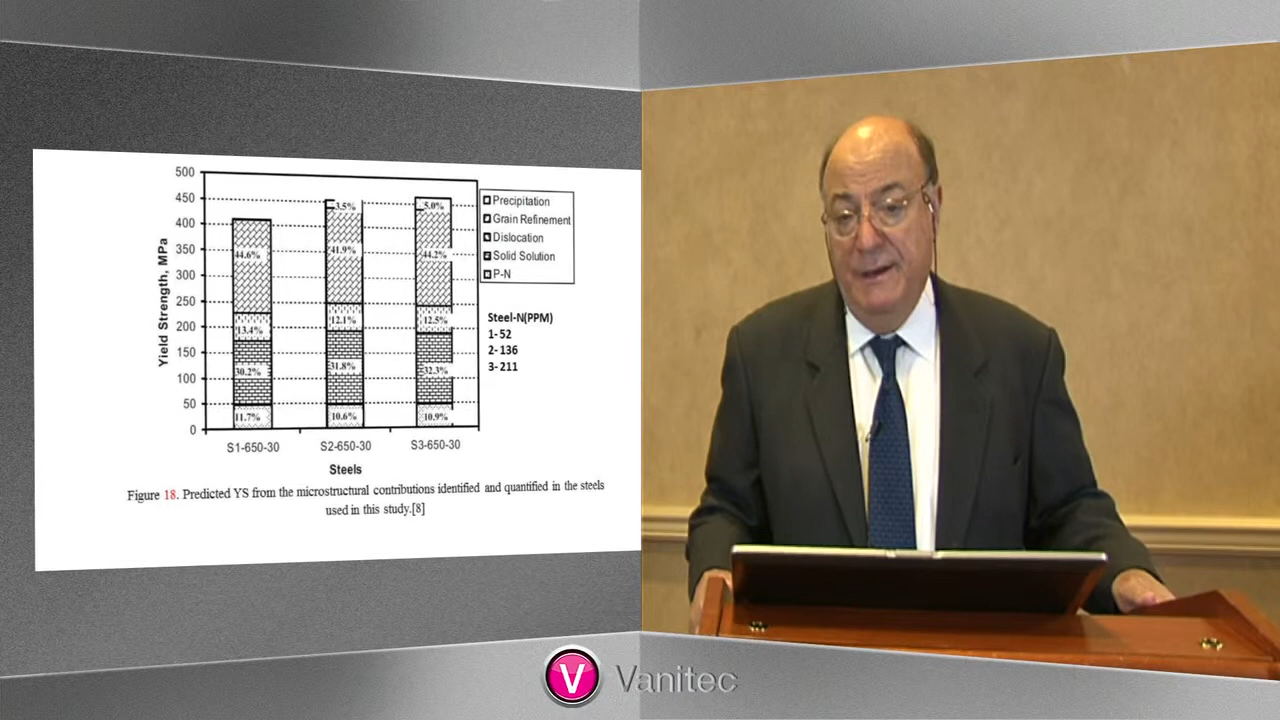 500
450
400
350
300
250
200
150
100
50
0
Yield Strength, MPa
44.6%
13.4%
30.2%
11.7%
3.5%
41.9%
12.1%
31.8%
10.6%
5.0%
44.2%
12.5%
32.3%
10.9%
S1-650-30
S2-650-30
S3-650-30
Steels
Precipitation
Grain Refinement
Dislocation
Solid Solution
P-N
Steel-N(PPM)
1- 52
2- 136
3- 211
Figure 18. Predicted YS from the microstructural contributions identified and quantified in the steels
used in this study.[8]
V Vanitec